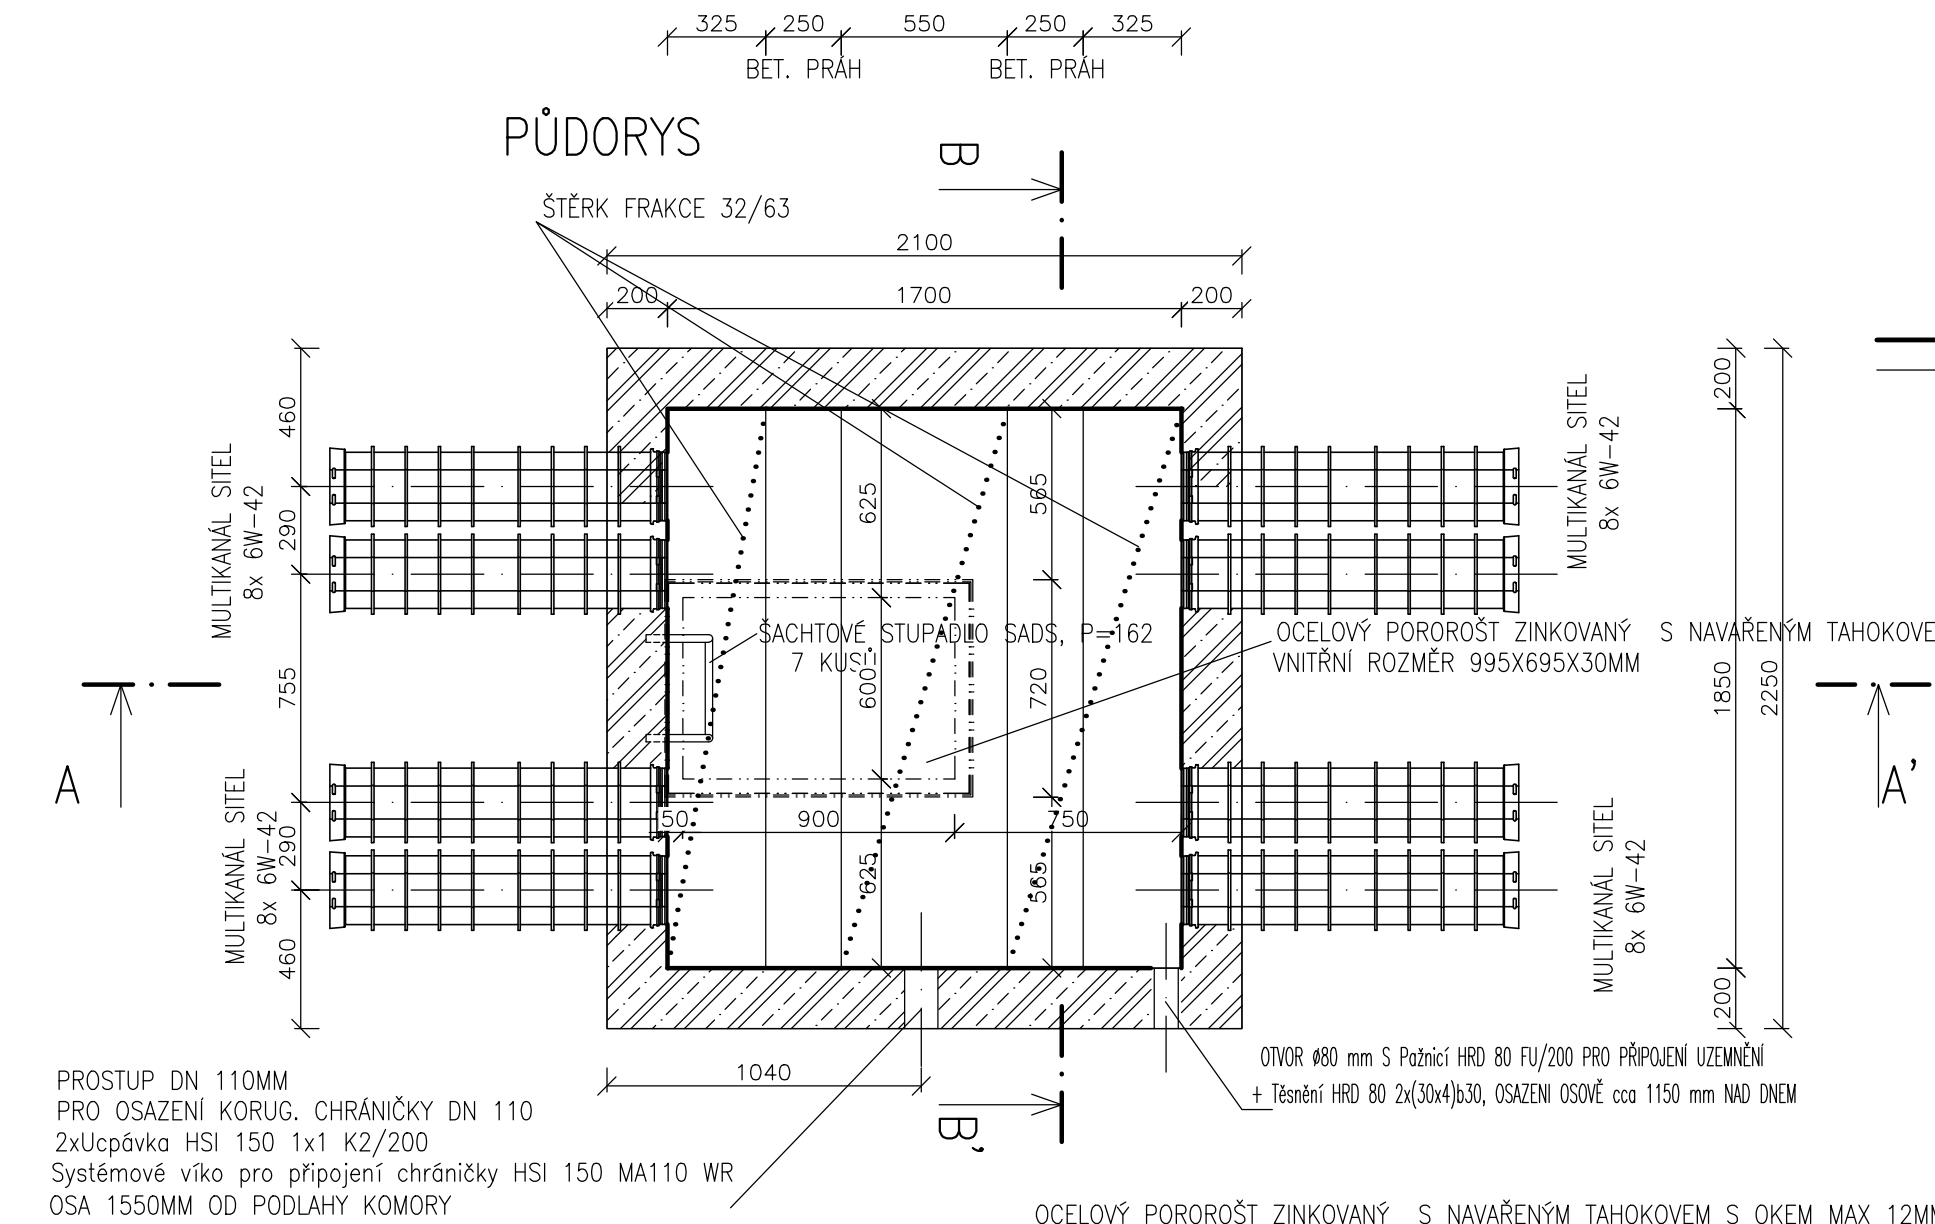 325 250 550 250 325
BET. PRÁH BET. PRÁH
PŮDORYS
B
ŠTĚRK FRAKCE 32/63
2100
200 1700 200
460
290
755
290
460
MULTIKANÁL SITEL
8x 6W-42
MULTIKANÁL SITEL
8x 6W-42
625
600
625
565
720
565
ŠACHTOVÉ STUPADLO SADS, P=162
7 KUSŮ
50 900 750
MULTIKANÁL SITEL
8x 6W-42
MULTIKANÁL SITEL
8x 6W-42
OCELOVÝ POROROŠT ZINKOVANÝ S NAVAŘENÝM TAHOKOVE
VNITŘNÍ ROZMĚR 995X695X30MM
200
1850
200
2250
A
A'
1040
B'
OTVOR ø80 mm S Pažnicí HRD 80 FU/200 PRO PŘIPOJENÍ UZEMNĚNÍ
+ Těsnění HRD 80 2x(30x4)b30, OSAZENI OSOVĚ cca 1150 mm NAD DNEM
PROSTUP DN 110MM
PRO OSAZENÍ KORUG. CHRÁNIČKY DN 110
2xUcpávka HSI 150 1x1 K2/200
Systémové víko pro připojení chráničky HSI 150 MA110 WR
OSA 1550MM OD PODLAHY KOMORY
OCELOVÝ POROROŠT ZINKOVANÝ S NAVAŘENÝM TAHOKOVEM S OKEM MAX 12MM